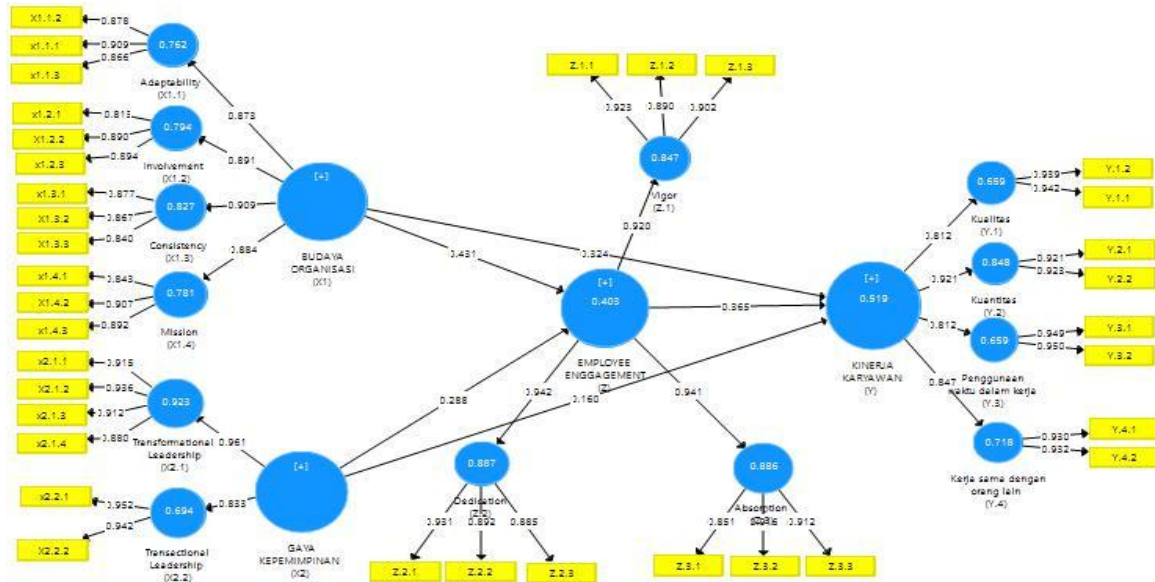 X1.1.2
x1.1.1
x1.1.3
0.878
0.909
0.866
0.762
Adaptability
(X1.1)
x1.2.1
X1.2.2
x1.2.3
0.813
0.890
0.894
0.794
Involvement
(X1.2)
x1.3.1
X1.3.2
X1.3.3
0.877
0.867
0.840
0.827
Consistency
(X1.3)
x1.4.1
X1.4.2
x1.4.3
0.843
0.907
0.892
0.781
Mission
(X1.4)
x2.1.1
X2.1.2
x2.1.3
x2.1.4
0.915
0.936
0.912
0.880
0.923
Transformational
Leadership
(X2.1)
x2.2.1
X2.2.2
0.952
0.942
0.694
Transactional
Leadership
(X2.2)
0.873
0.891
0.909
0.884
[+]
BUDAYA
ORGANISASI
(X1)
0.961
0.833
[+]
GAYA
KEPEMIMPINAN
(X2)
0.431
0.324
0.288
0.160
Z.1.1
Z.1.2
Z.1.3
0.923
0.890
0.902
0.847
Vigor
(Z.1)
0.920
[+]
0.403
EMPLOYEE
ENGGAGEMENT
(Z)
0.365
0.942
0.941
0.887
Dedication
(Z.2)
0.931
0.892
0.885
Z.2.1
Z.2.2
Z.2.3
0.886
Absorption
0.851
0.912
Z.3.1
Z.3.2
Z.3.3
[+]
0.519
KINERJA
KARYAWAN
(Y)
0.812
0.921
0.812
0.847
0.659
Kualitas
(Y.1)
0.939
0.942
Y.1.2
Y.1.1
0.848
Kuantitas
(Y.2)
0.921
0.923
Y.2.1
Y.2.2
0.659
Penggunaan
waktu dalam kerja
(Y.3)
0.949
0.950
Y.3.1
Y.3.2
0.718
Kerja sama dengan
orang lain
(Y.4)
0.930
0.932
Y.4.1
Y.4.2